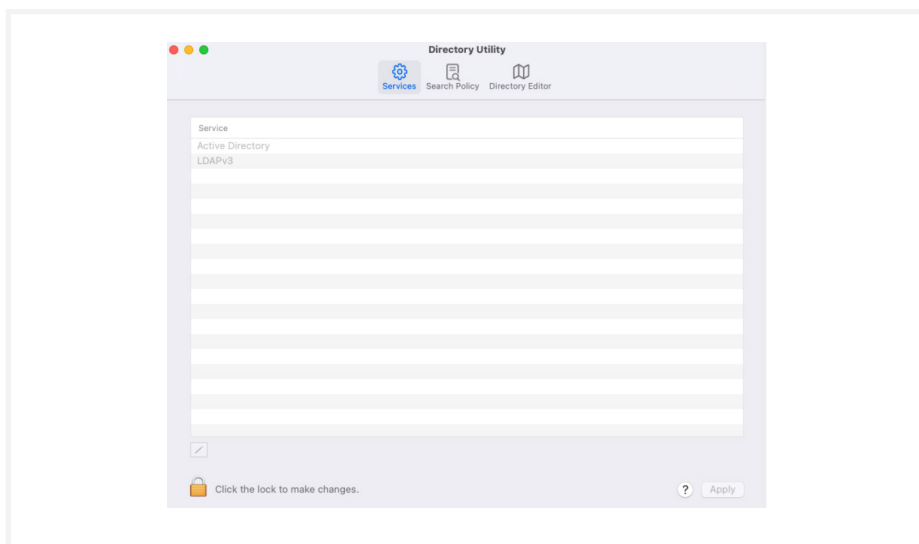 Directory Utility
Services Search Policy Directory Editor
Service
Active Directory
LDAPv3
Click the lock to make changes.
? Apply